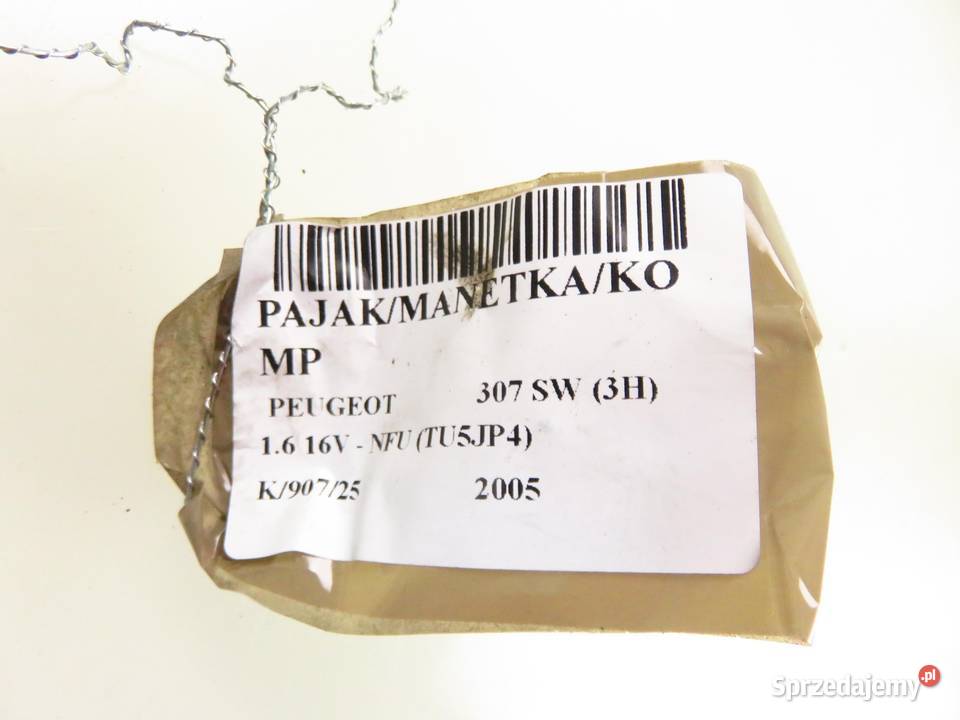 PAJAK/MANETKA/KO
MP
PEUGEOT 307 SW (3H)
1.6 16V - NFU (TU5JP4)
K/907/25 2005
Sprzedajemy.pl